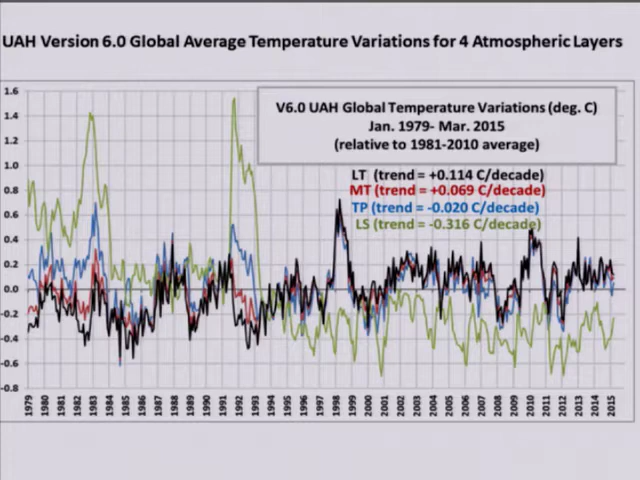 UAH Version 6.0 Global Average Temperature Variations for 4 Atmospheric Layers
V6.0 UAH Global Temperature Variations (deg. C)
Jan. 1979- Mar. 2015
(relative to 1981-2010 average)
LT (trend = +0.114 C/decade)
MT (trend = +0.069 C/decade)
TP (trend = -0.020 C/decade)
LS (trend = -0.316 C/decade)
1.6
1.4
1.2
1.0
0.8
0.6
0.4
0.2
0.0
-0.2
-0.4
-0.6
-0.8
1979 1980 1981 1982 1983 1984 1985 1986 1987 1988 1989 1990 1991 1992 1993 1994 1995 1996 1997 1998 1999 2000 2001 2002 2003 2004 2005 2006 2007 2008 2009 2010 2011 2012 2013 2014 2015